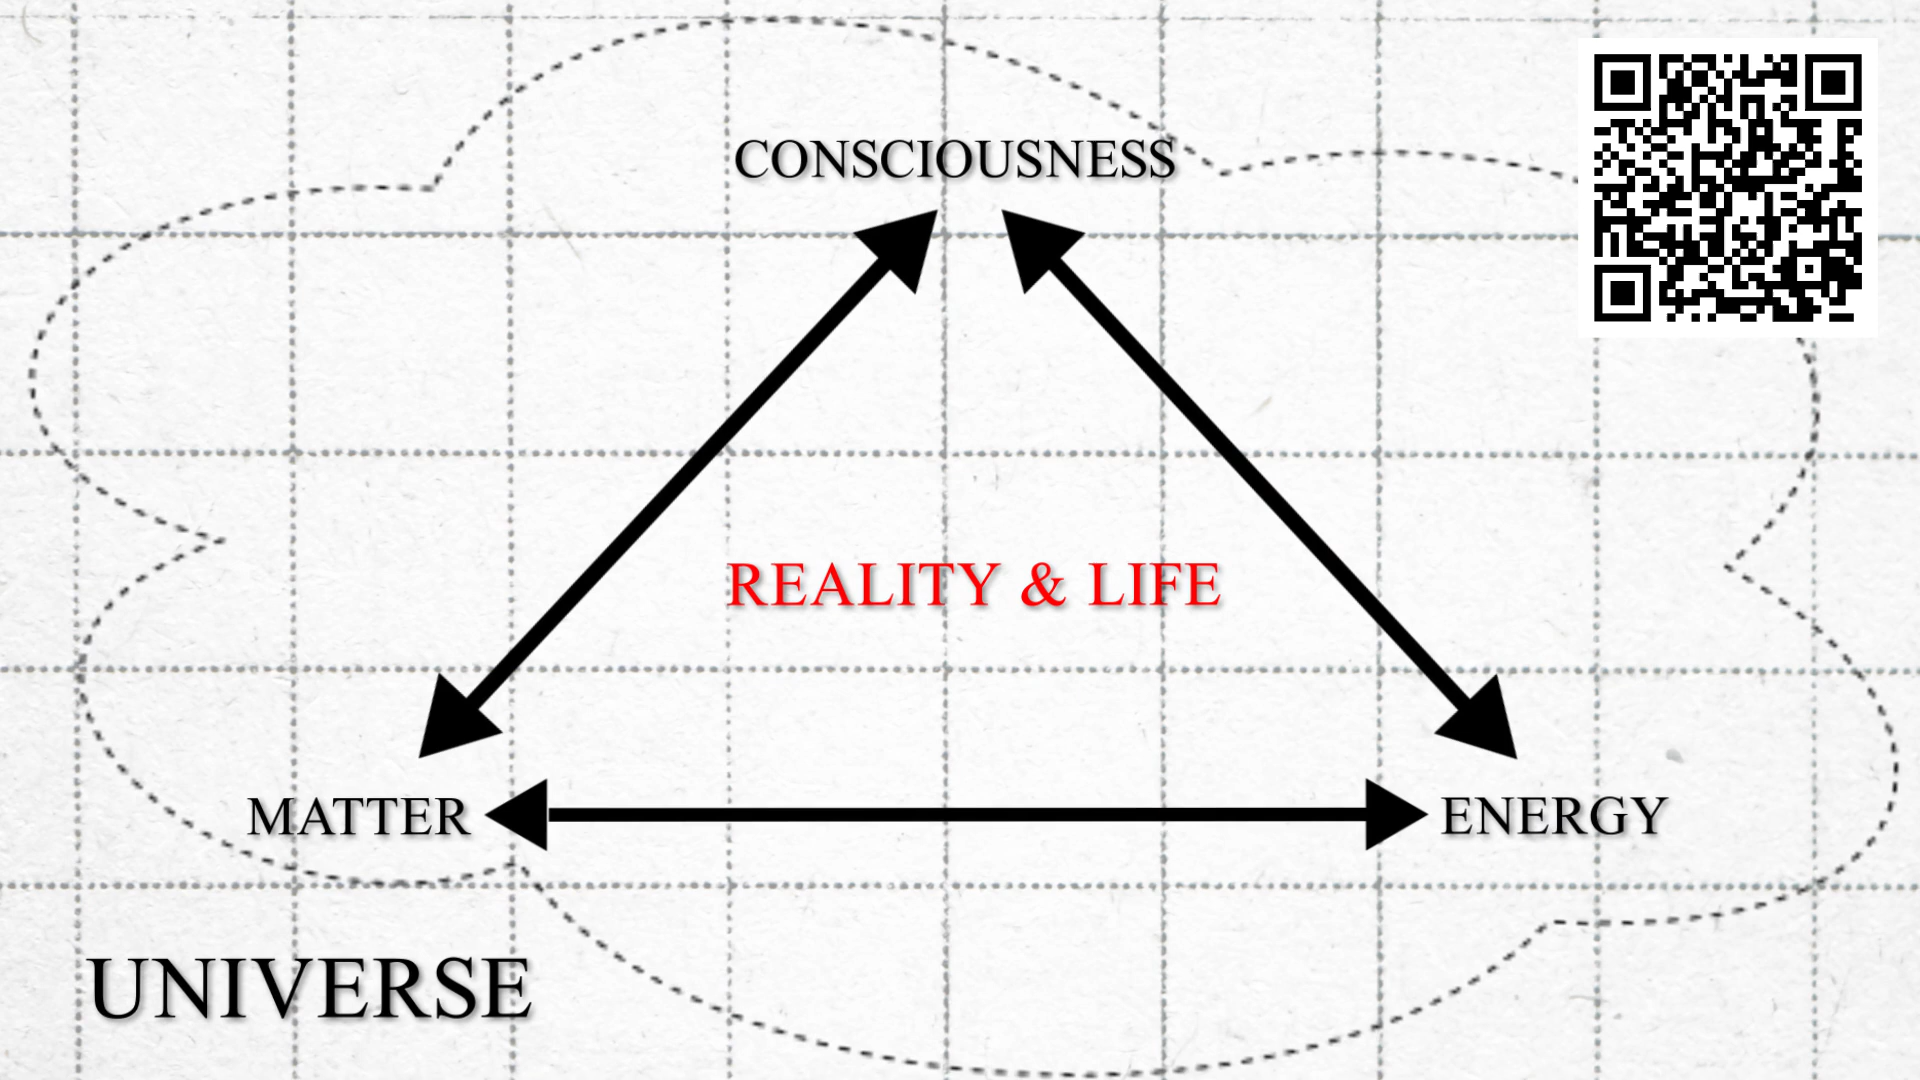 CONSCIOUSNESS
REALITY & LIFE
MATTER
ENERGY
UNIVERSE